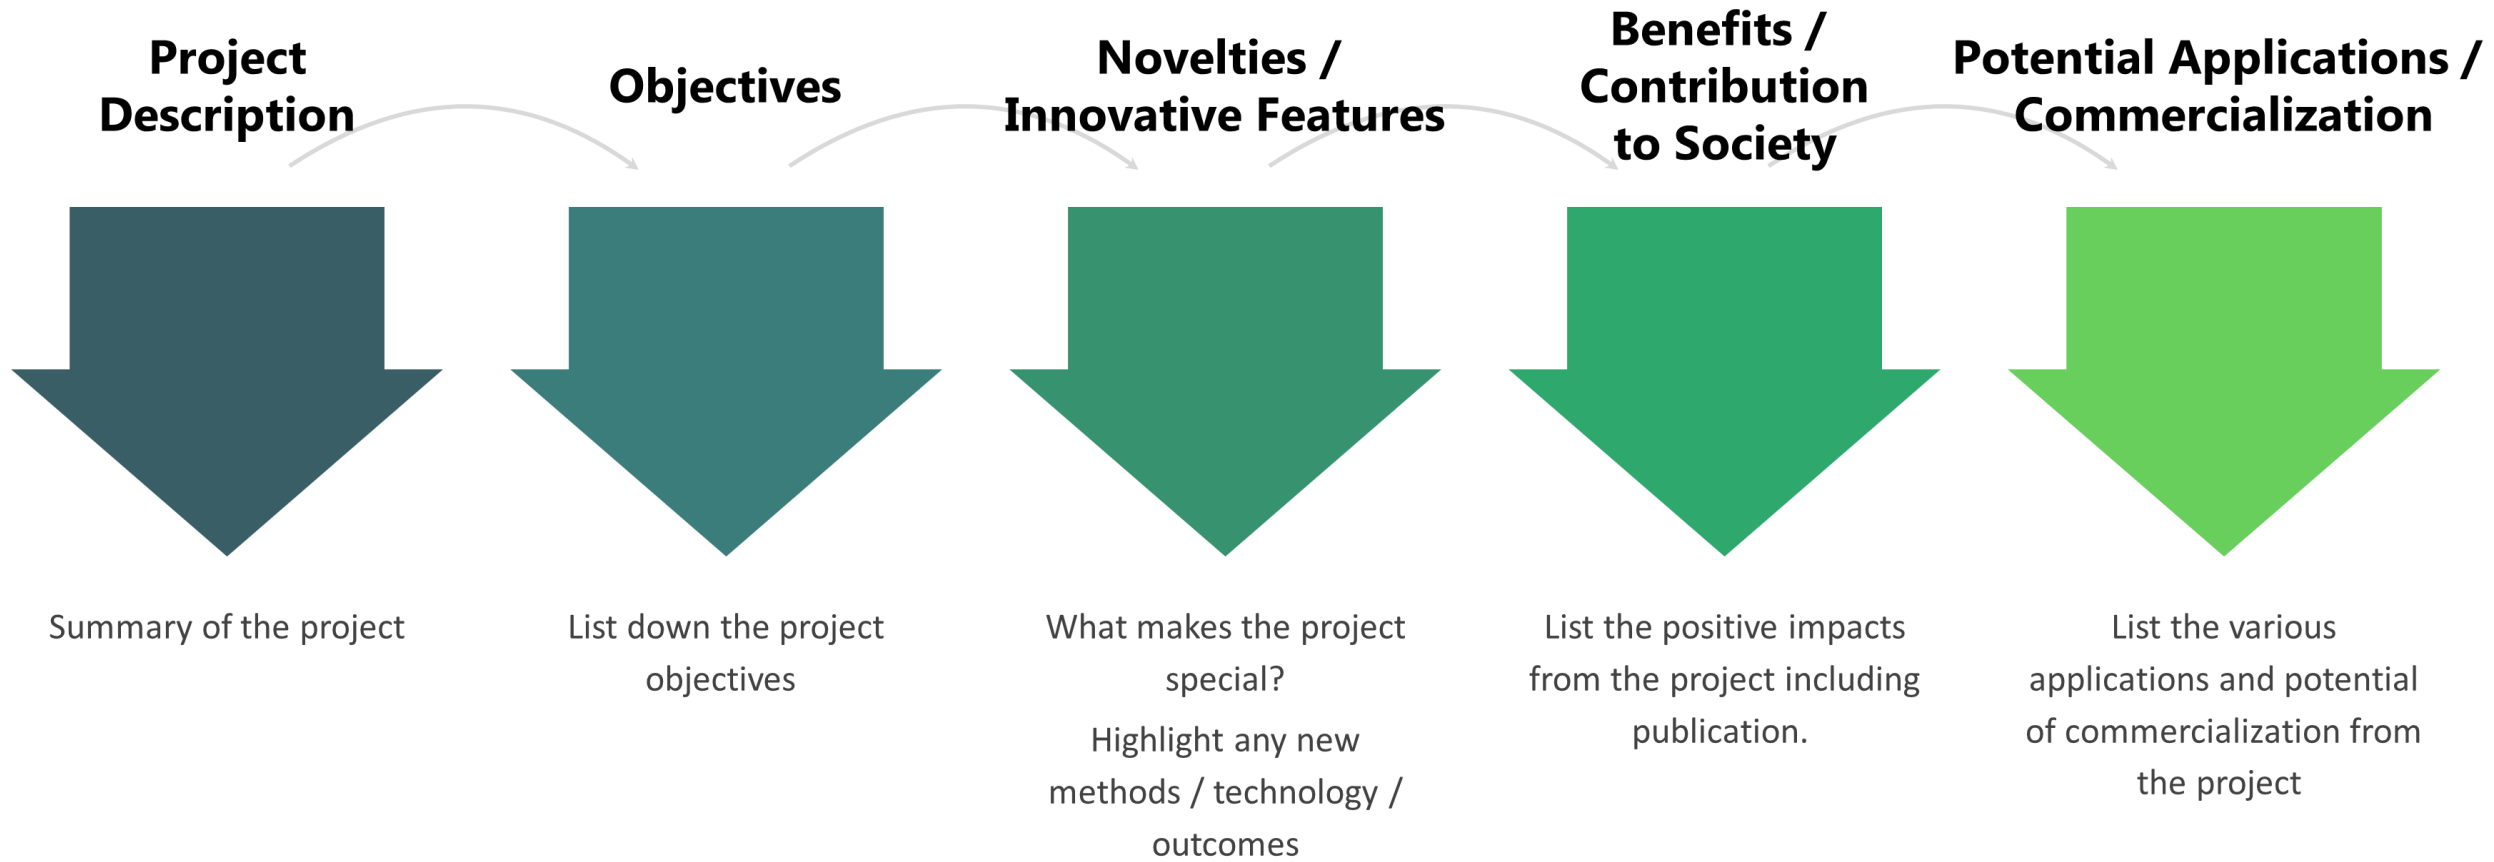 Project
Description
Objectives
Novelties /
Innovative Features
Benefits /
Contribution
to Society
Potential Applications /
Commercialization
Summary of the project
List down the project
objectives
What makes the project
special?
Highlight any new
methods / technology /
outcomes
List the positive impacts
from the project including
publication.
List the various
applications and potential
of commercialization from
the project